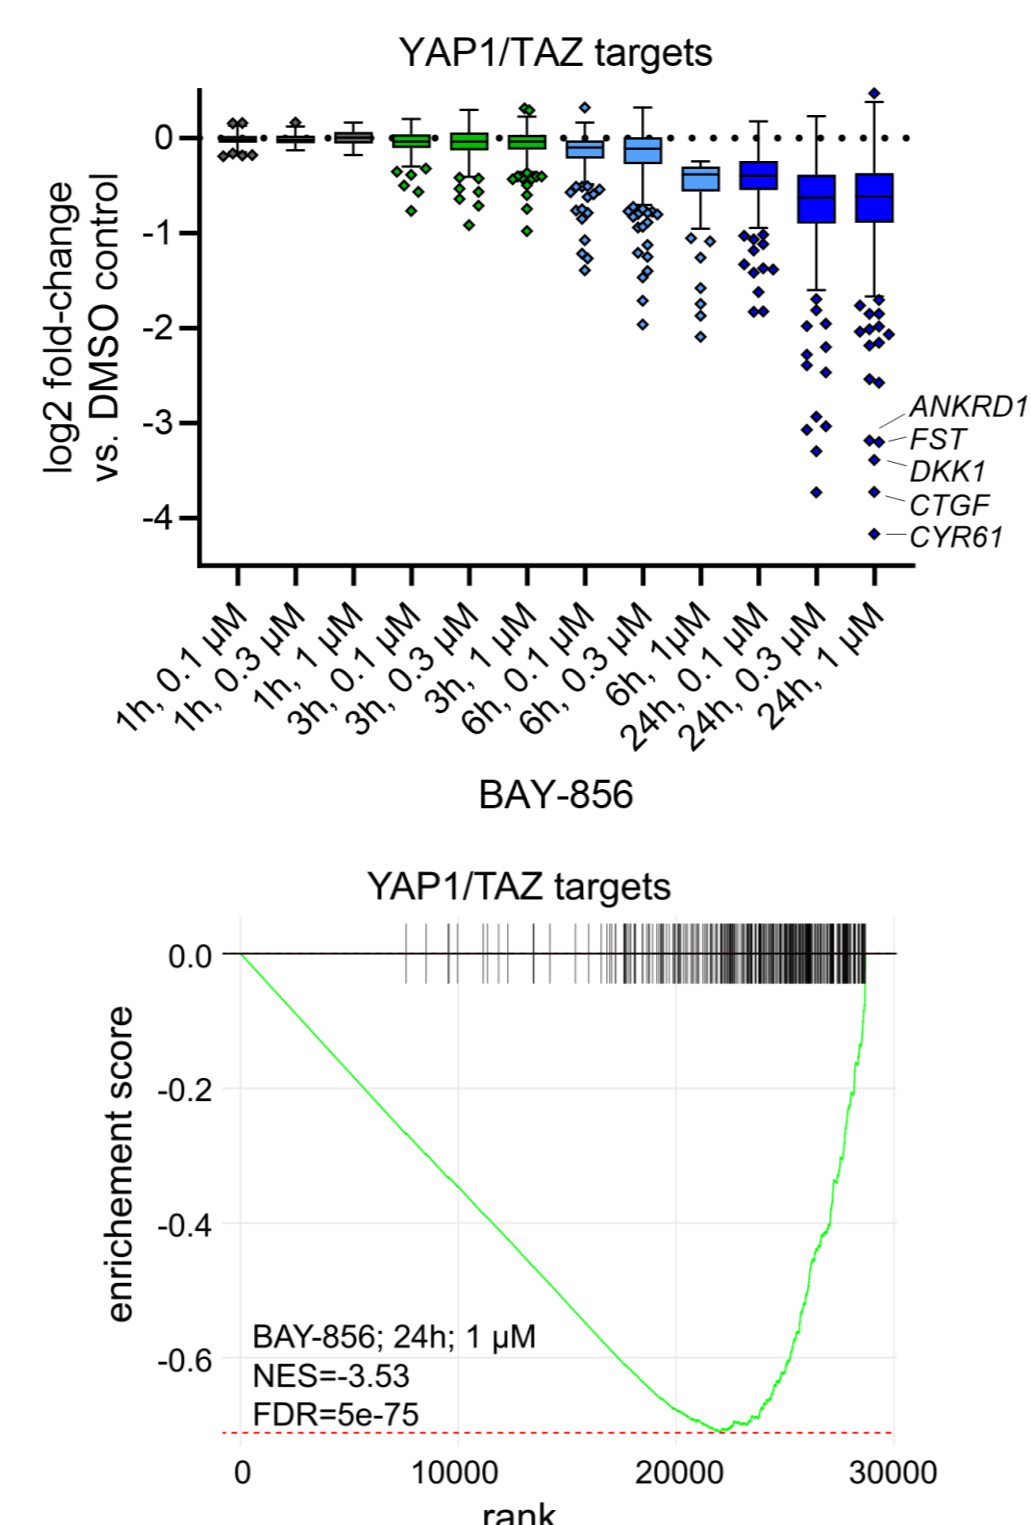 YAP1/TAZ targets
log2 fold-change
vs. DMSO control
0
-1
-2
-3
-4
ANKRD1
FST
DKK1
CTGF
CYR61
1h, 0.1 µM
1h, 0.3 µM
1h, 1 µM
3h, 0.1 µM
3h, 0.3 µM
3h, 1 µM
6h, 0.1 µM
6h, 0.3 µM
6h, 1µM
24h, 0.1 µM
24h, 0.3 µM
24h, 1 µM
BAY-856
YAP1/TAZ targets
enrichement score
0.0
-0.2
-0.4
-0.6
BAY-856; 24h; 1 µM
NES=-3.53
FDR=5e-75
0
10000
20000
30000
rank